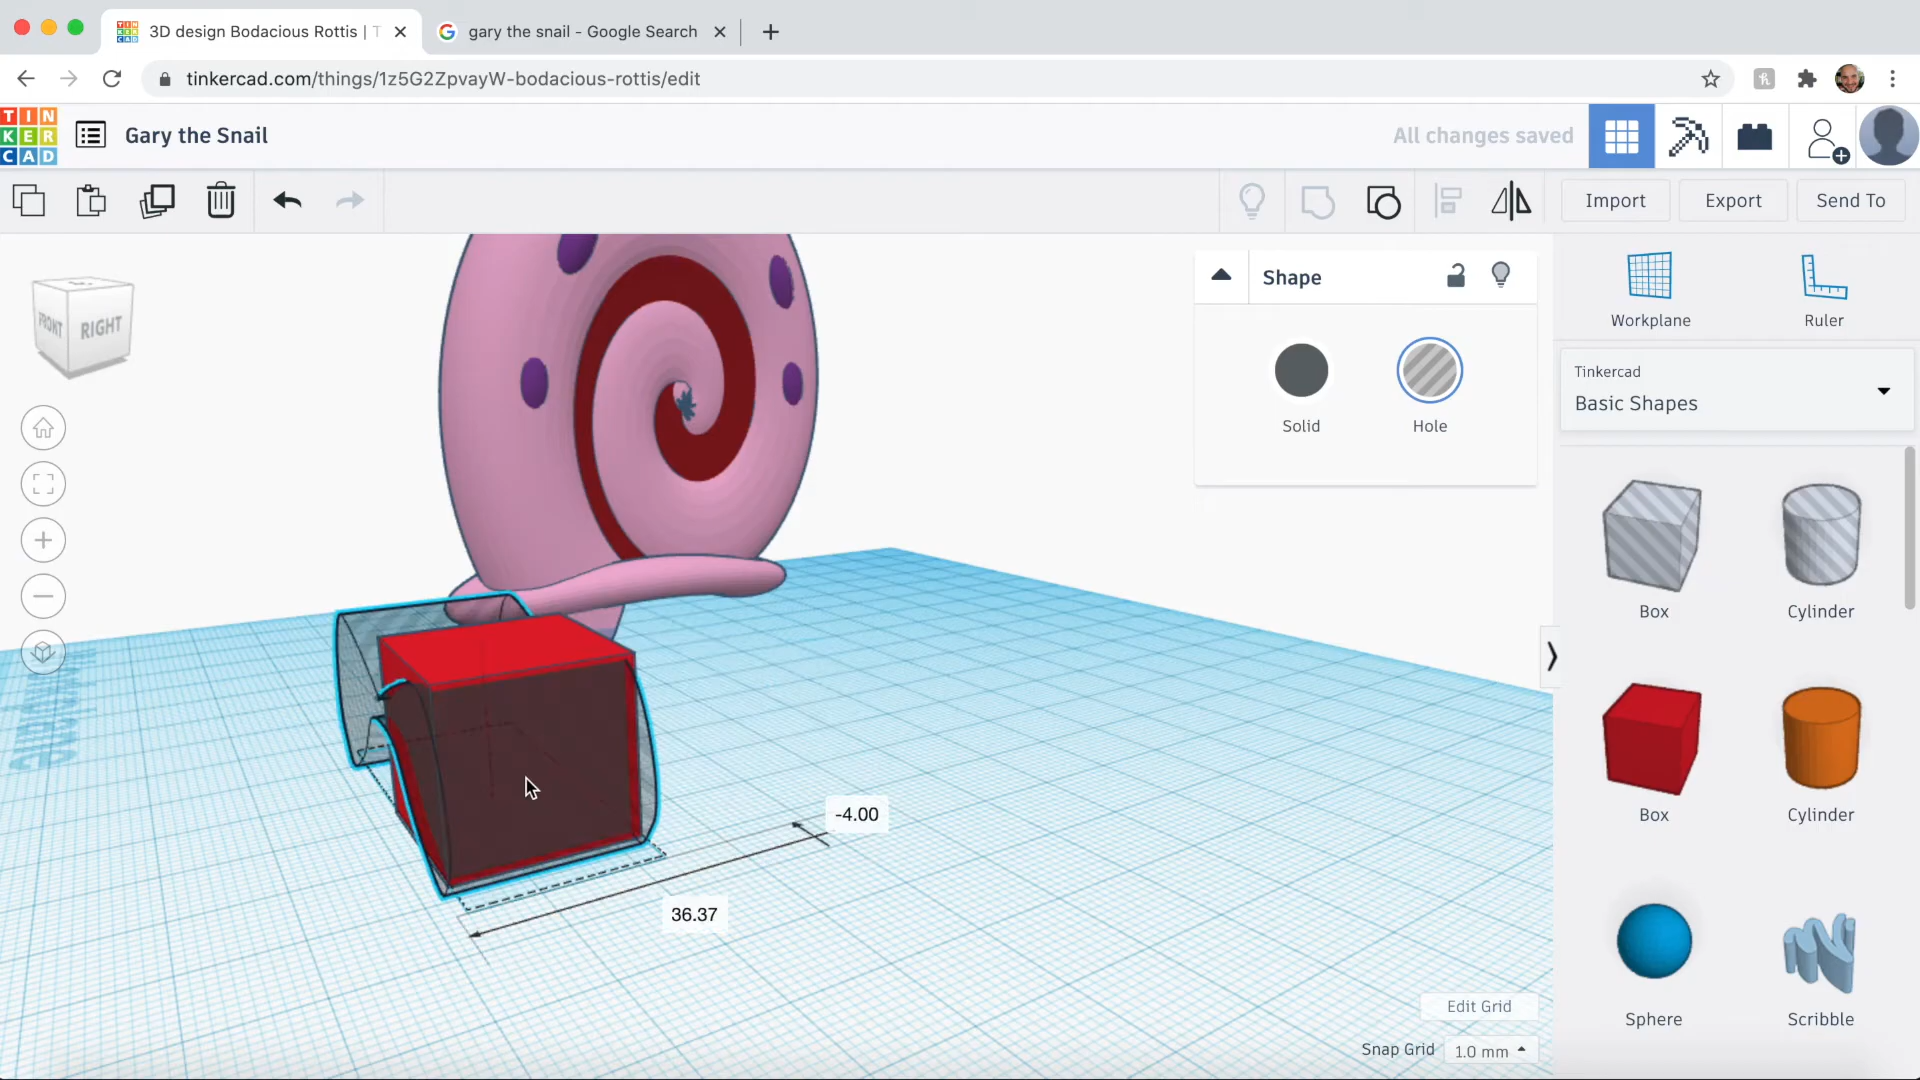 3D design Bodacious Rottis | T
gary the snail - Google Search
tinkercad.com/things/1z5G2ZpvayW-bodacious-rottis/edit
TIN
KER
CAD
Gary the Snail
All changes saved
Import
Export
Send To
FRONT
RIGHT
Shape
Solid
Hole
Workplane
Ruler
Tinkercad
Basic Shapes
Box
Cylinder
Box
Cylinder
Sphere
Scribble
Workplane
-4.00
36.37
Edit Grid
Snap Grid
1.0 mm